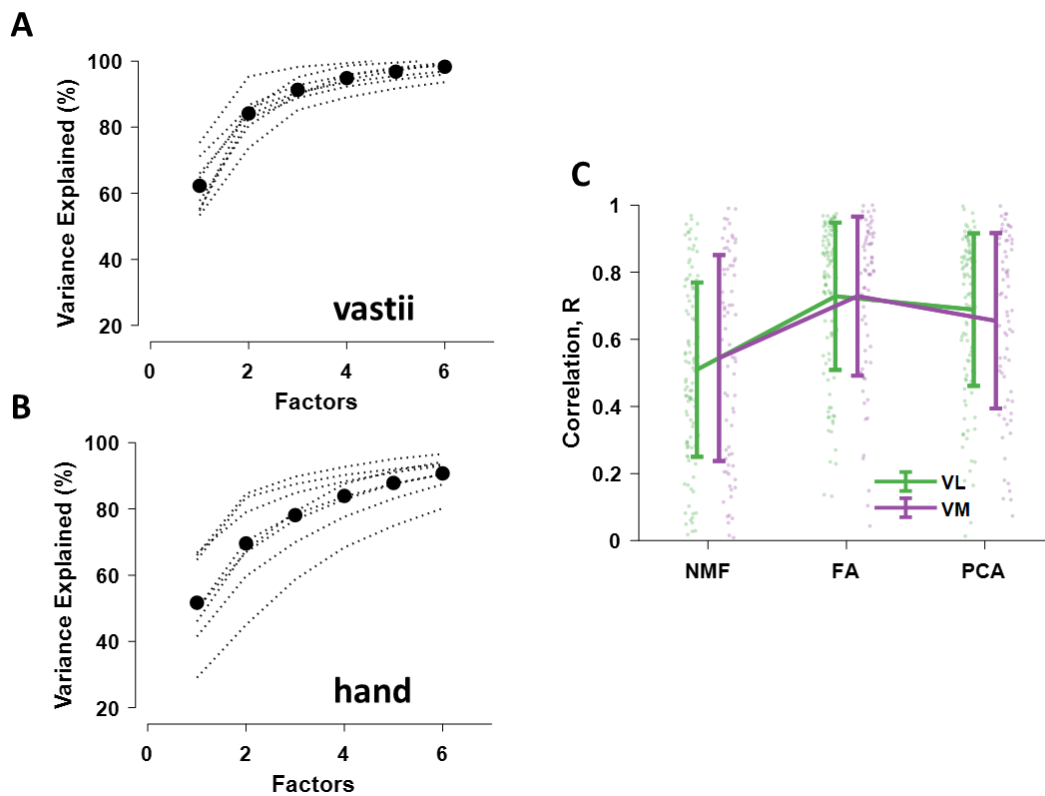 A
Variance Explained (%)
100
80
60
40
20
vastii
0 2 4 6
Factors
B
Variance Explained (%)
100
80
60
40
20
hand
0 2 4 6
Factors
C
Correlation, R
1
0.8
0.6
0.4
0.2
0
VL
VM
NMF FA PCA